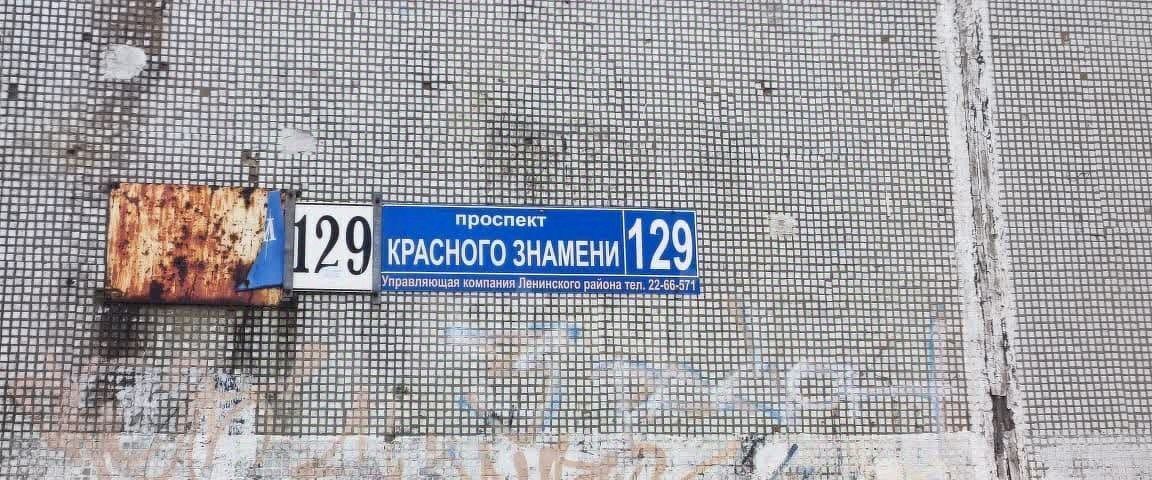 129
проспект
КРАСНОГО ЗНАМЕНИ 129
Управляющая компания Ленинского района тел. 22-66-571